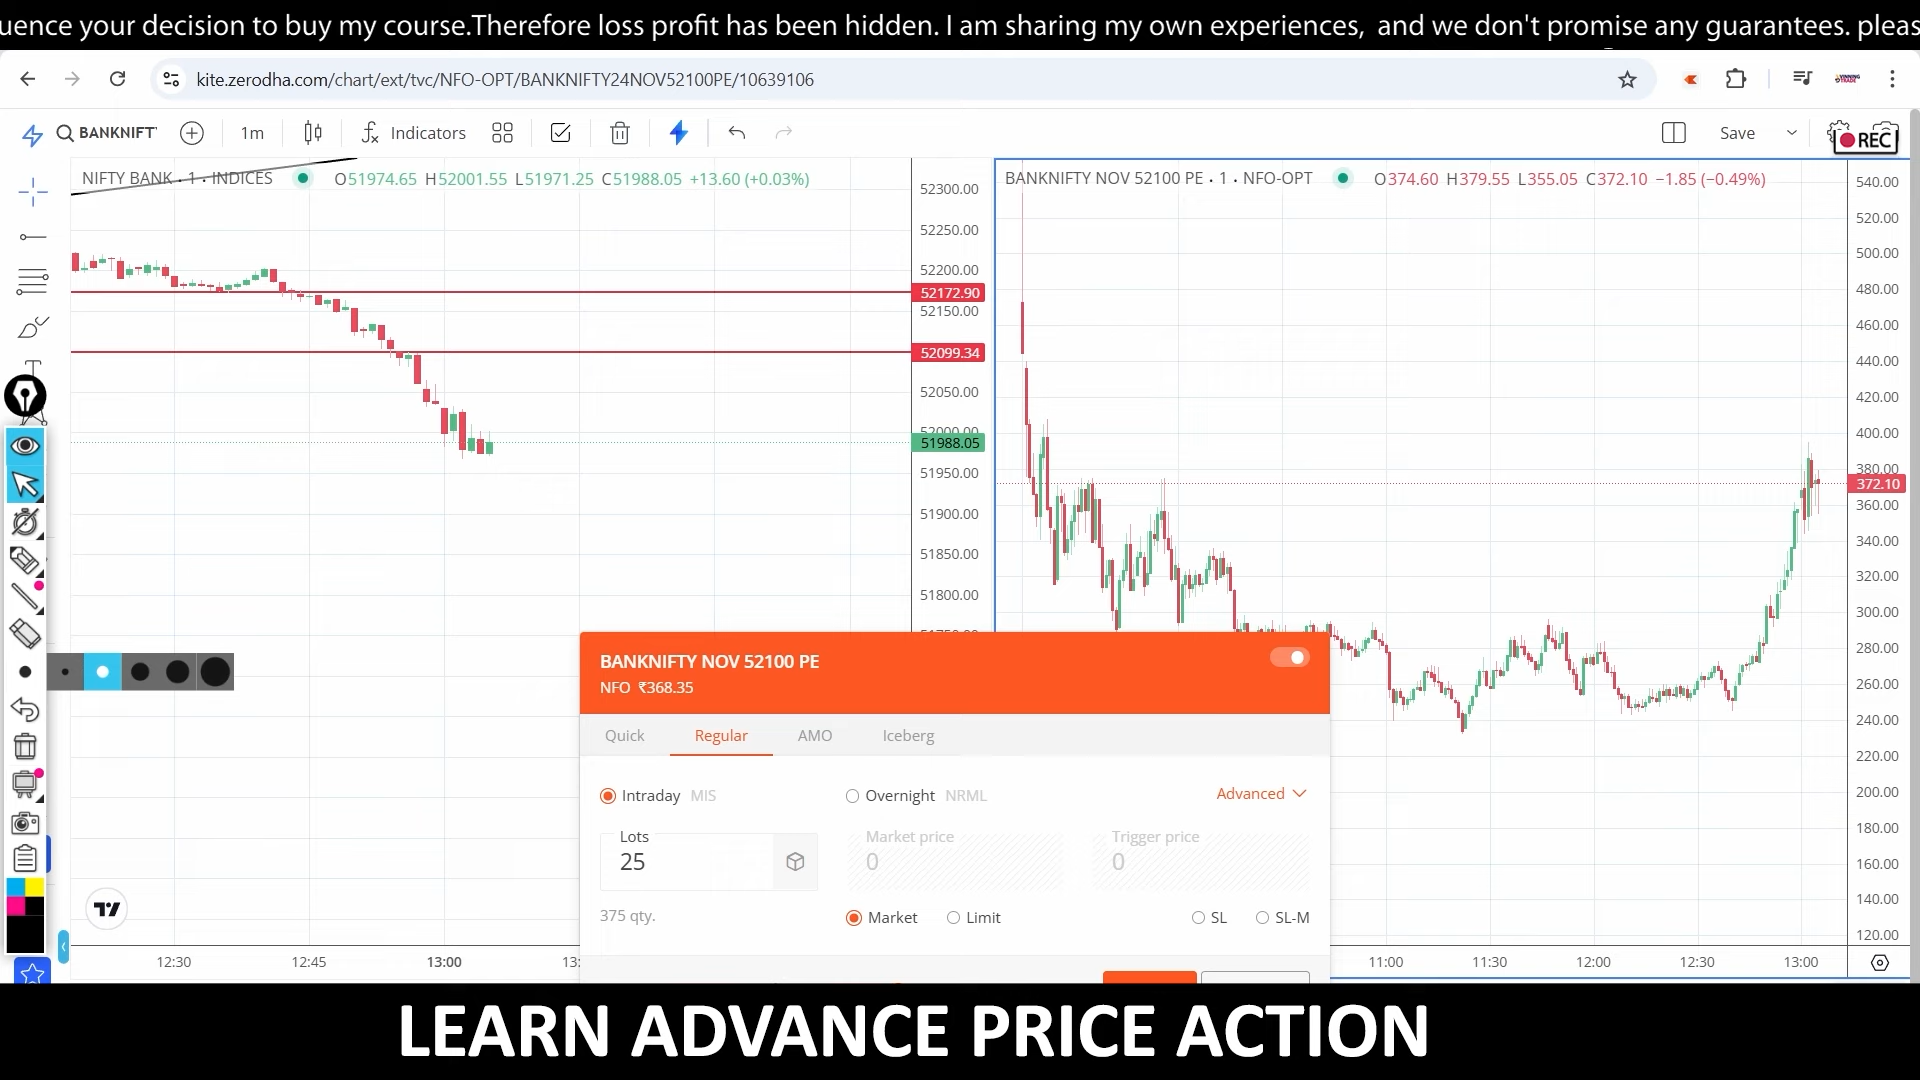 uence your decision to buy my course.Therefore loss profit has been hidden. I am sharing my own experiences, and we don't promise any guarantees. pleas
kite.zerodha.com/chart/ext/tvc/NFO-OPT/BANKNIFTY24NOV52100PE/10639106
BANKNIFT
1m
Indicators
Save
REC
NIFTY BANK · 1 · INDICES
O51974.65 H52001.55 L51971.25 C51988.05 +13.60 (+0.03%)
52300.00
52250.00
52200.00
52172.90
52150.00
52099.34
52050.00
52000.00
51988.05
51950.00
51900.00
51850.00
51800.00
BANKNIFTY NOV 52100 PE · 1 · NFO-OPT
O374.60 H379.55 L355.05 C372.10 −1.85 (−0.49%)
540.00
520.00
500.00
480.00
460.00
440.00
420.00
400.00
380.00
372.10
360.00
340.00
320.00
300.00
280.00
260.00
240.00
220.00
200.00
180.00
160.00
140.00
120.00
BANKNIFTY NOV 52100 PE
NFO ₹368.35
Quick
Regular
AMO
Iceberg
Intraday MIS
Overnight NRML
Advanced
Lots
25
Market price
0
Trigger price
0
375 qty.
Market
Limit
SL
SL-M
12:30
12:45
13:00
13:
11:00
11:30
12:00
12:30
13:00
LEARN ADVANCE PRICE ACTION